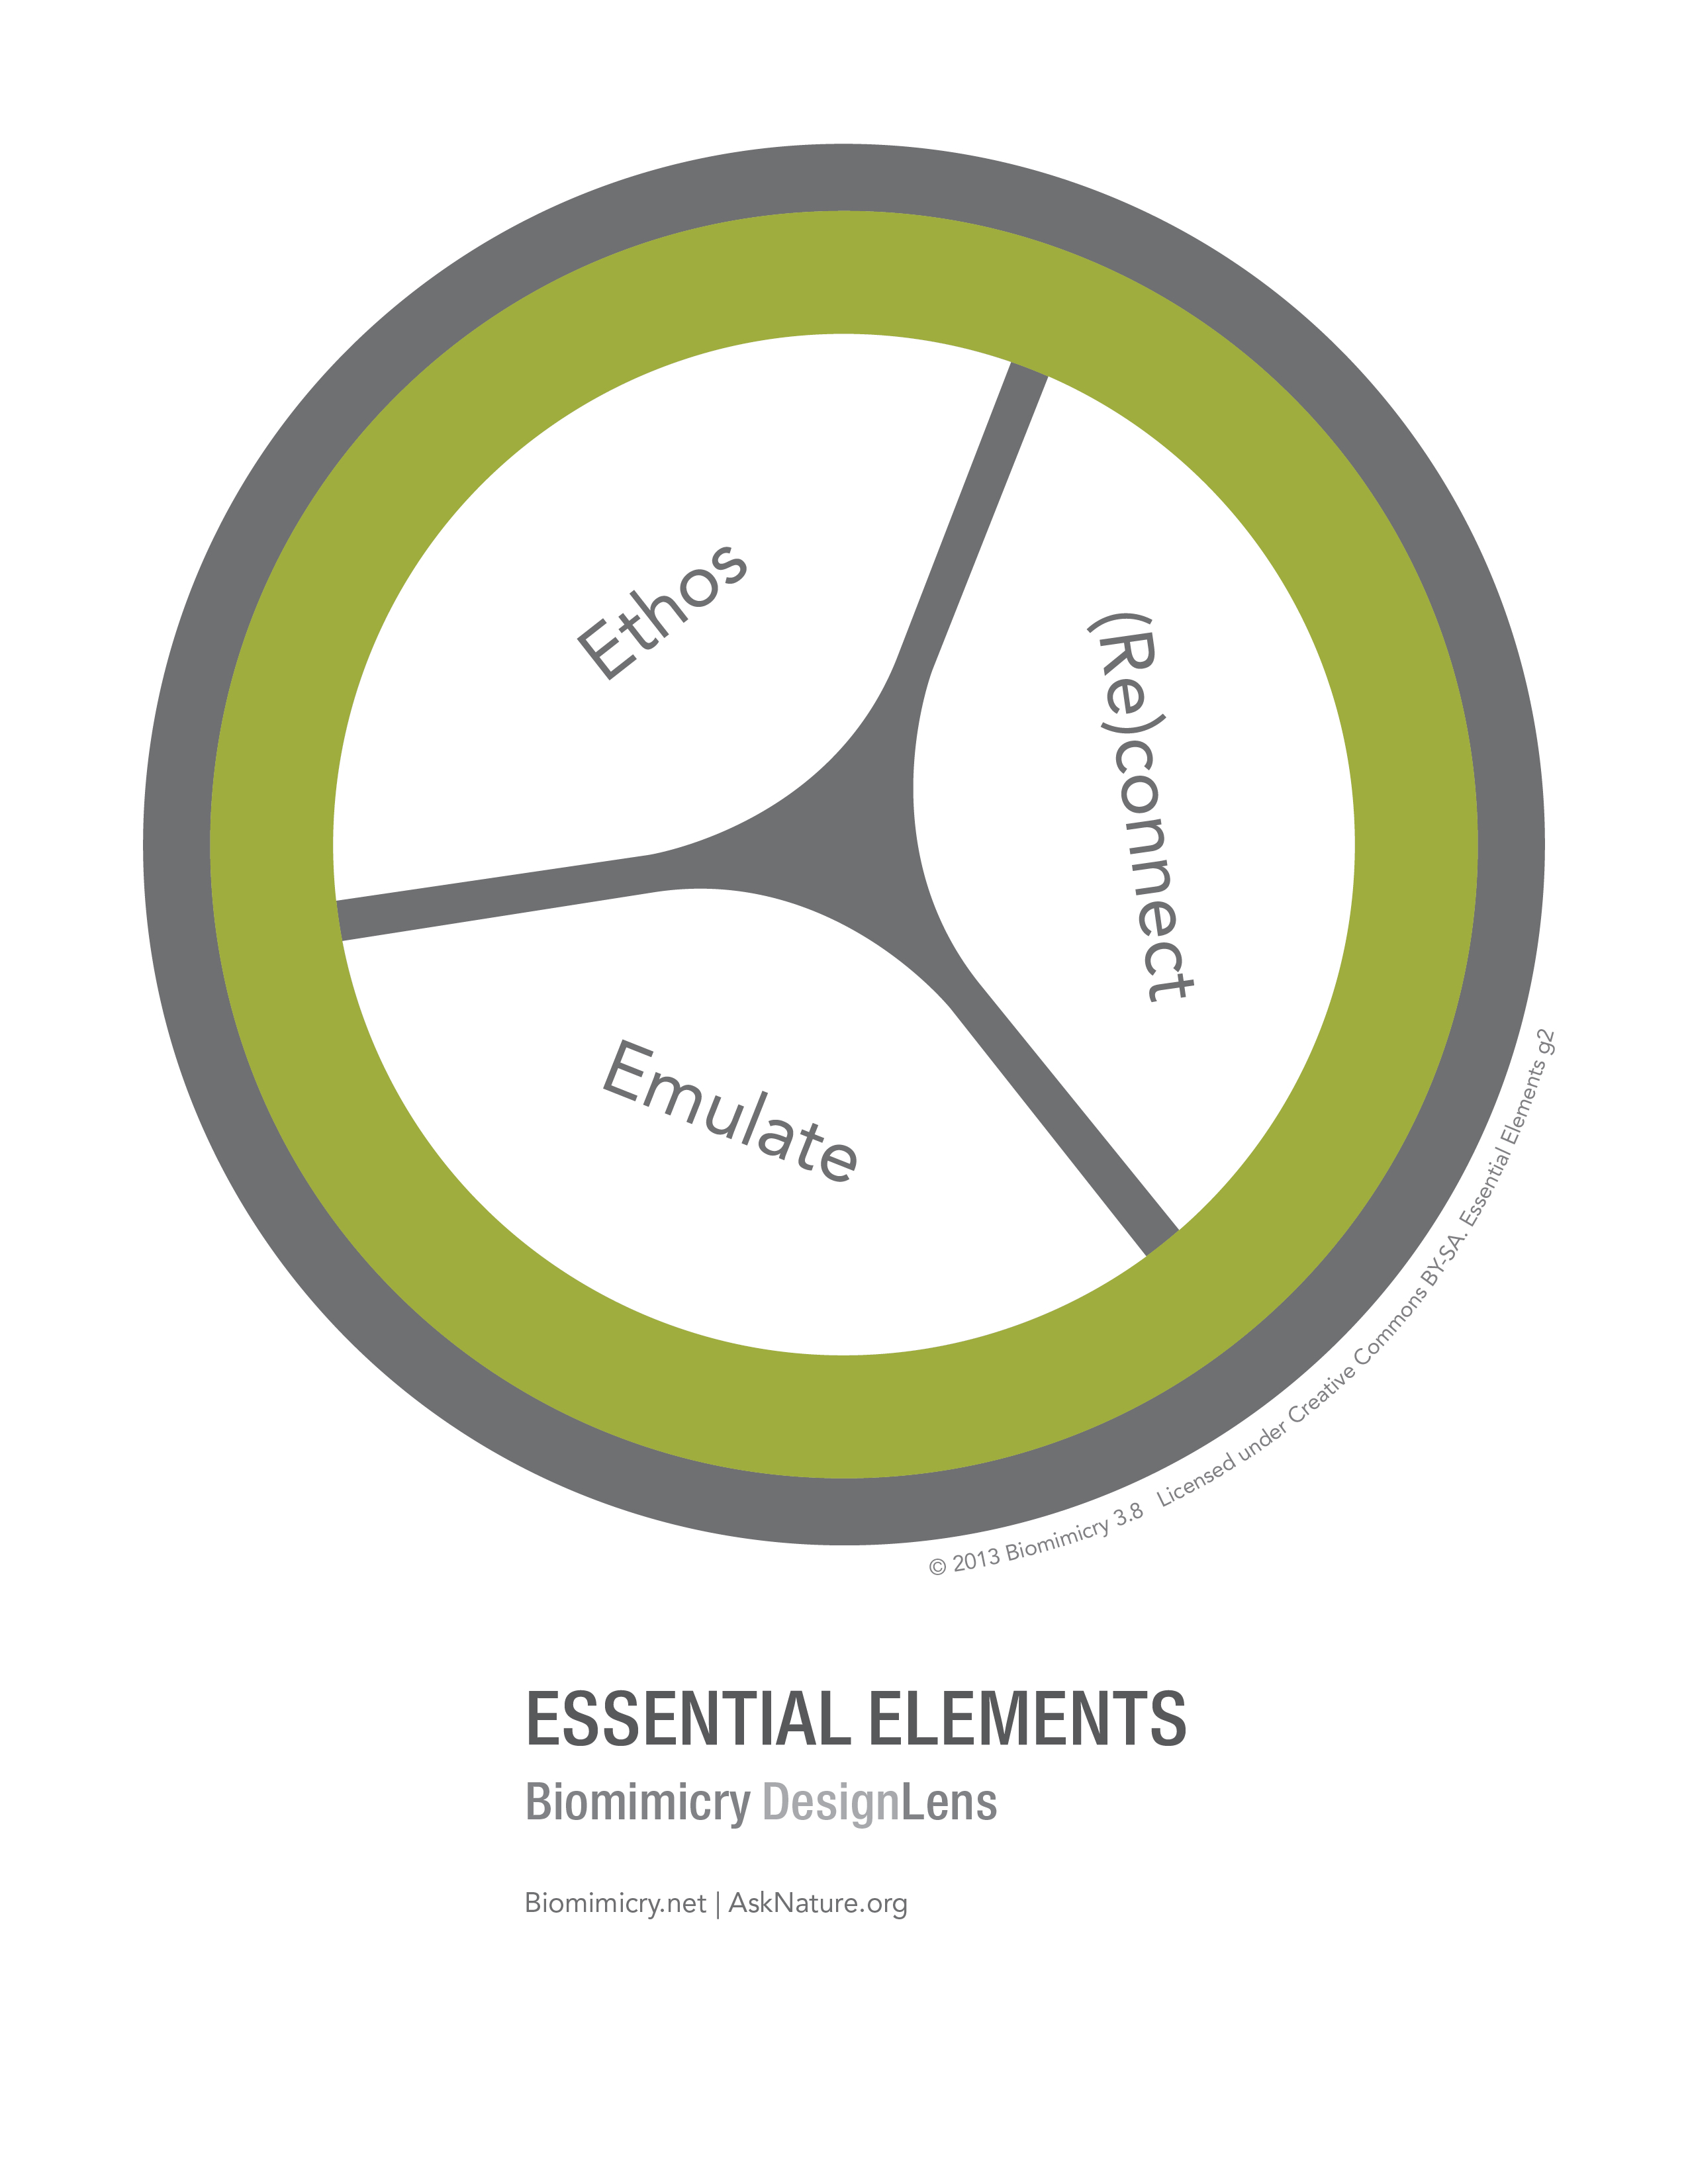 Ethos
(Re)connect
Emulate
© 2013 Biomimicry 3.8 Licensed under Creative Commons BY-SA. Essential Elements g2
ESSENTIAL ELEMENTS
Biomimicry DesignLens
Biomimicry.net | AskNature.org